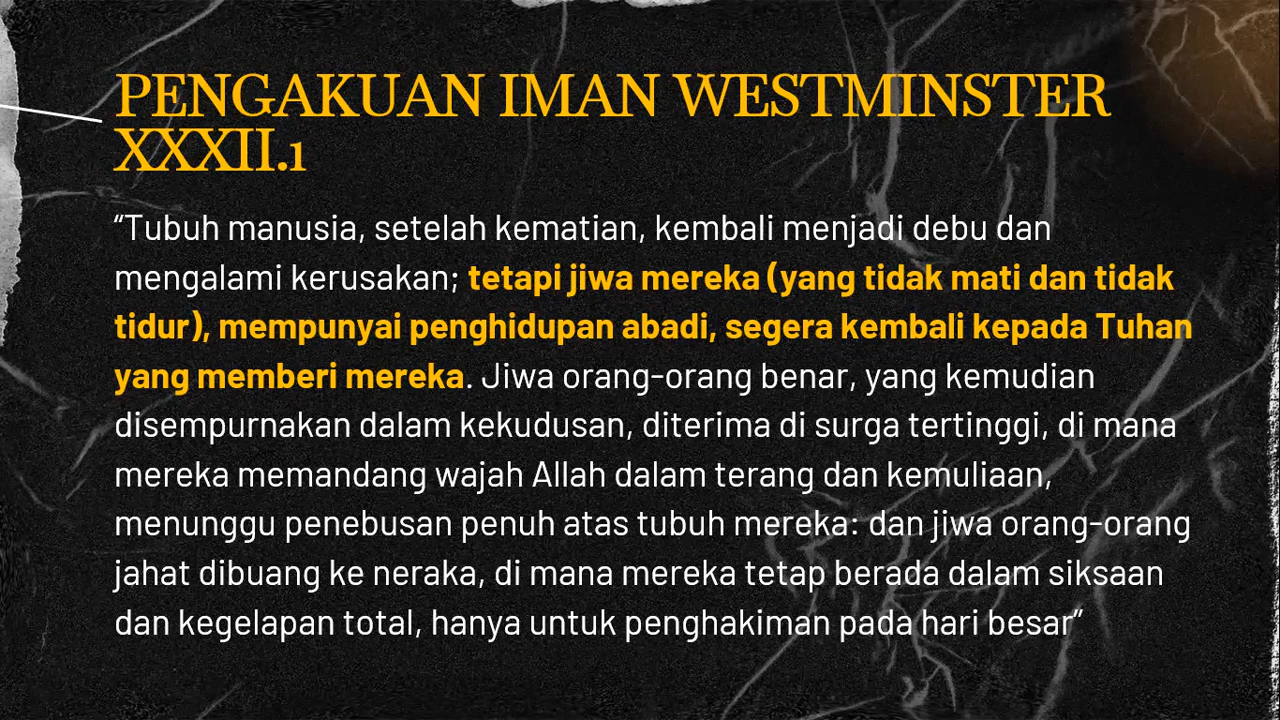 PENGAKUAN IMAN WESTMINSTER
XXXII.1
“Tubuh manusia, setelah kematian, kembali menjadi debu dan
mengalami kerusakan; tetapi jiwa mereka (yang tidak mati dan tidak
tidur), mempunyai penghidupan abadi, segera kembali kepada Tuhan
yang memberi mereka. Jiwa orang-orang benar, yang kemudian
disempurnakan dalam kekudusan, diterima di surga tertinggi, di mana
mereka memandang wajah Allah dalam terang dan kemuliaan,
menunggu penebusan penuh atas tubuh mereka: dan jiwa orang-orang
jahat dibuang ke neraka, di mana mereka tetap berada dalam siksaan
dan kegelapan total, hanya untuk penghakiman pada hari besar”